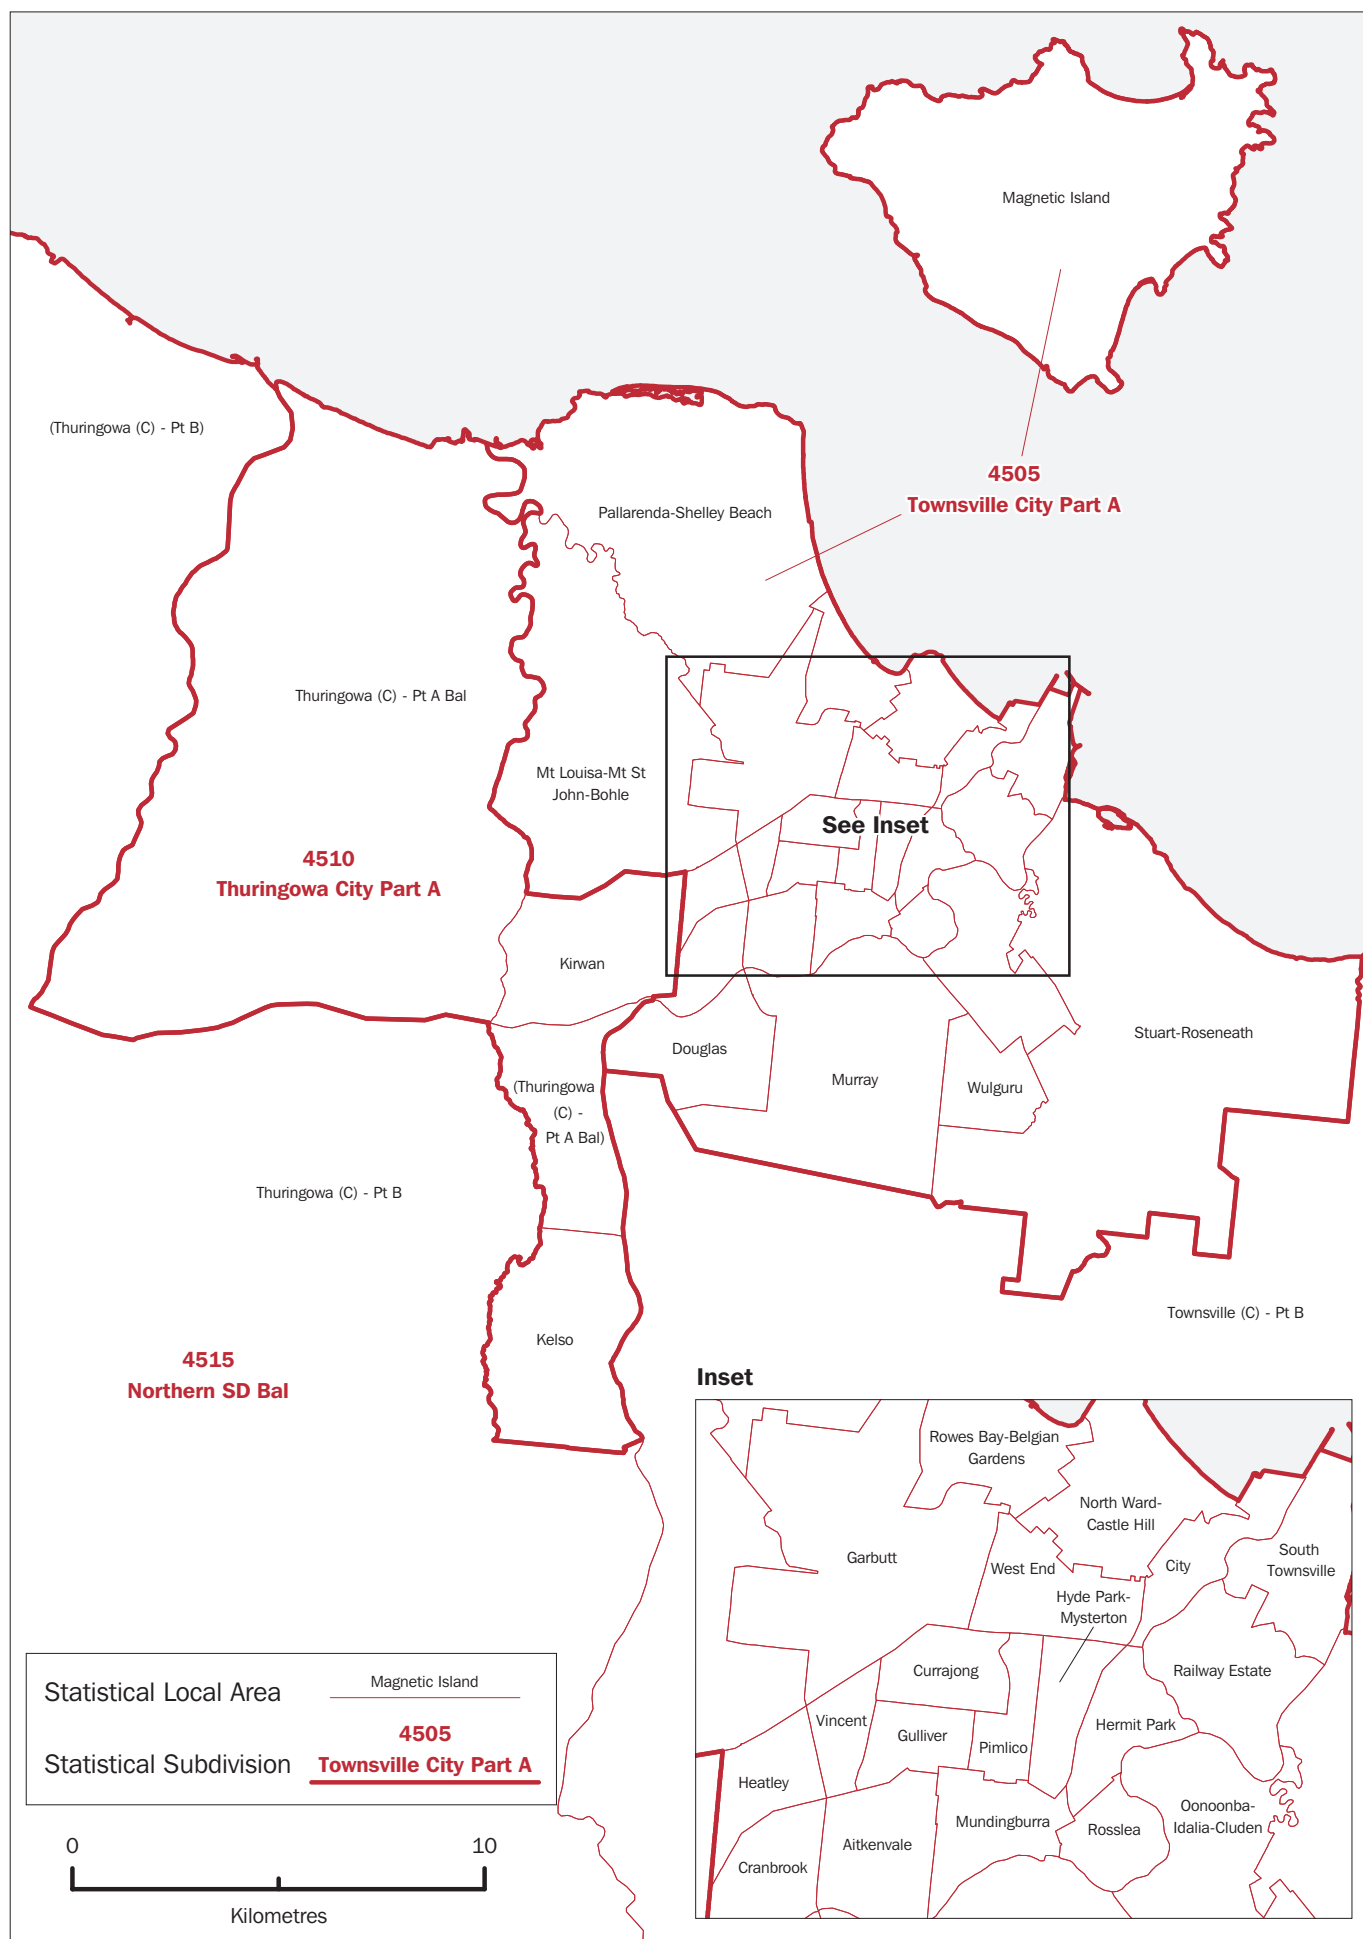 Magnetic Island
(Thuringowa (C) - Pt B)
4505
Townsville City Part A
Pallarenda-Shelley Beach
Thuringowa (C) - Pt A Bal
Mt Louisa-Mt St
John-Bohle
See Inset
4510
Thuringowa City Part A
Kirwan
Stuart-Roseneath
Douglas
Murray
Wulguru
(Thuringowa
(C) -
Pt A Bal)
Thuringowa (C) - Pt B
Townsville (C) - Pt B
Kelso
4515
Northern SD Bal
Inset
Rowes Bay-Belgian
Gardens
North Ward-
Castle Hill
Garbutt
West End
City
South
Townsville
Hyde Park-
Mysterton
Currajong
Railway Estate
Vincent
Gulliver
Pimlico
Hermit Park
Heatley
Mundingburra
Rosslea
Oonoonba-
Idalia-Cluden
Aitkenvale
Cranbrook
Statistical Local Area
Magnetic Island
Statistical Subdivision
4505
Townsville City Part A
0 10
Kilometres